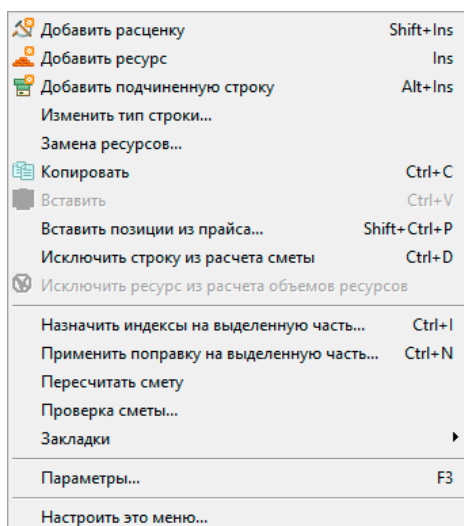 Добавить расценку Shift+Ins
Добавить ресурс Ins
Добавить подчиненную строку Alt+Ins
Изменить тип строки...
Замена ресурсов...
Копировать Ctrl+C
Вставить Ctrl+V
Вставить позиции из прайса... Shift+Ctrl+P
Исключить строку из расчета сметы Ctrl+D
Исключить ресурс из расчета объемов ресурсов
Назначить индексы на выделенную часть... Ctrl+I
Применить поправку на выделенную часть... Ctrl+N
Пересчитать смету
Проверка сметы...
Закладки
Параметры... F3
Настроить это меню...